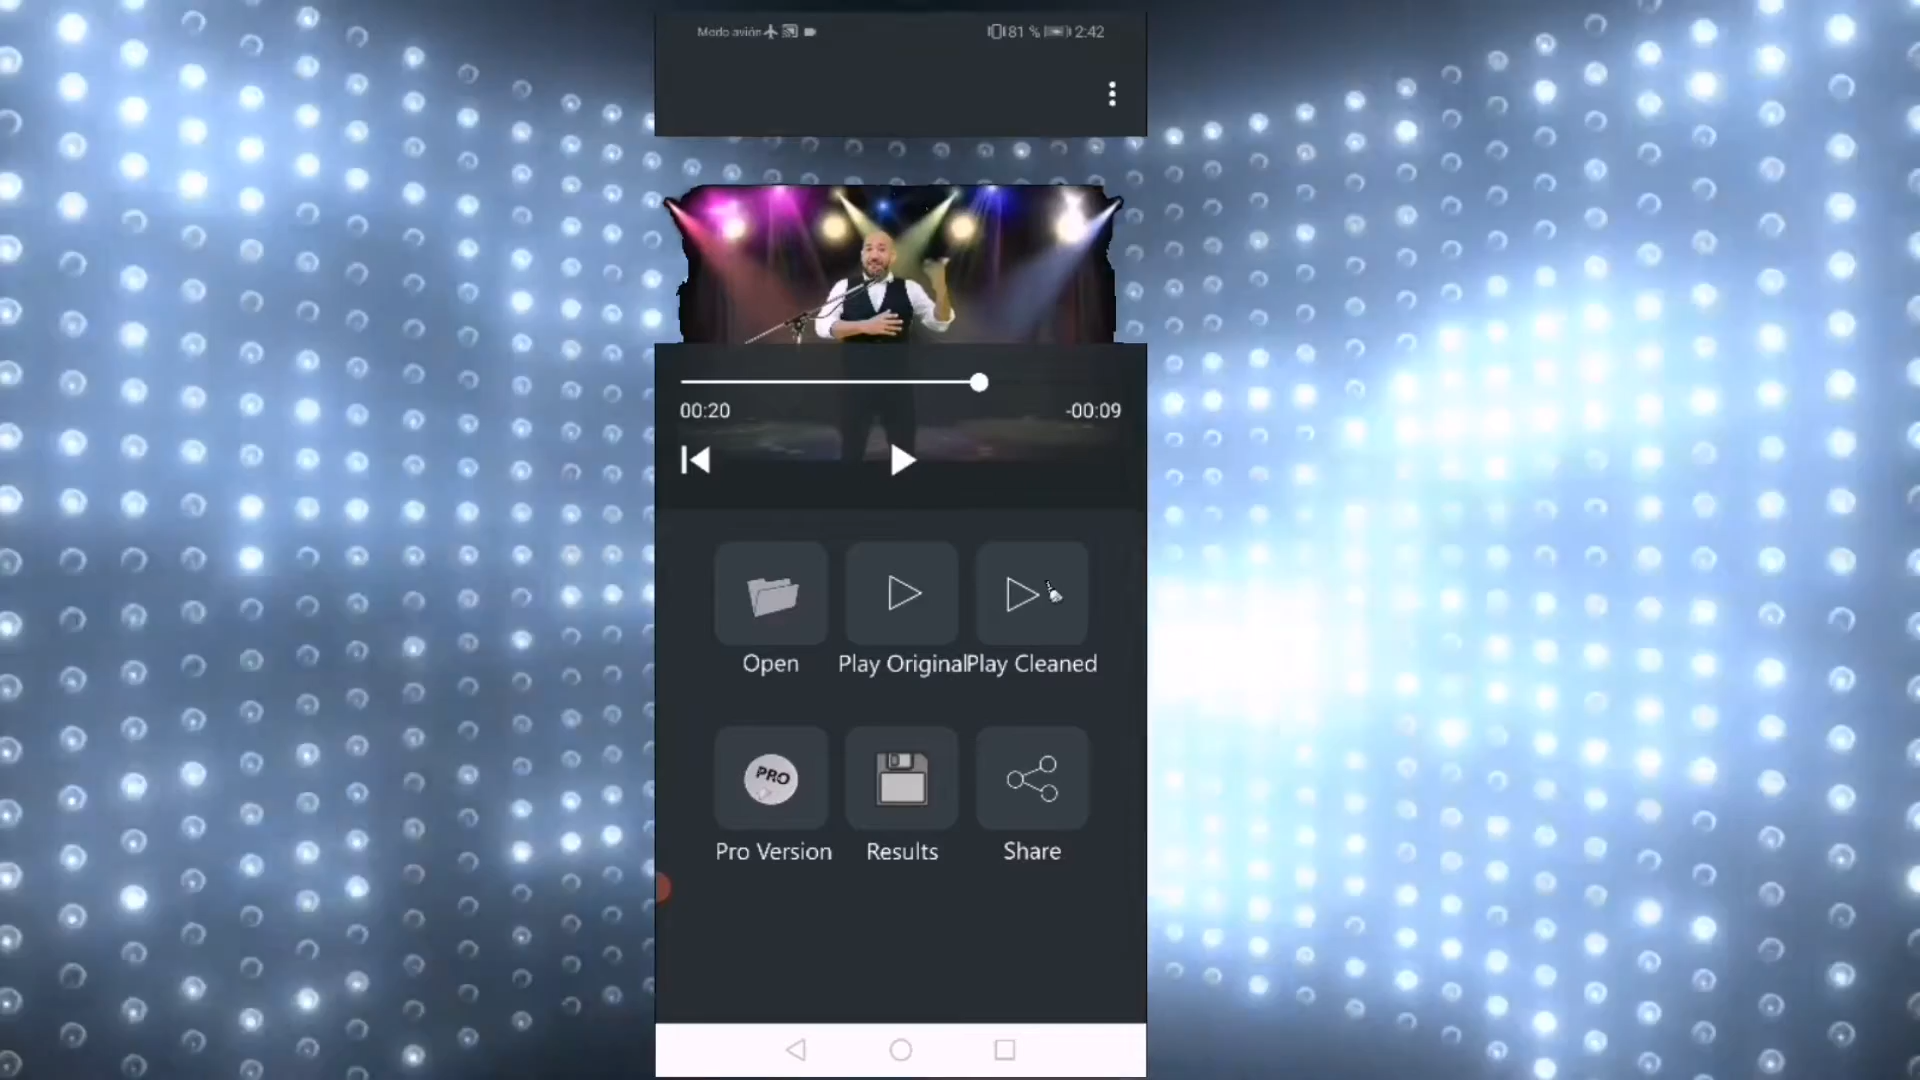 Modo avión 81 % 2:42
00:20 -00:09
Open Play Original Play Cleaned
PRO
Pro Version Results Share